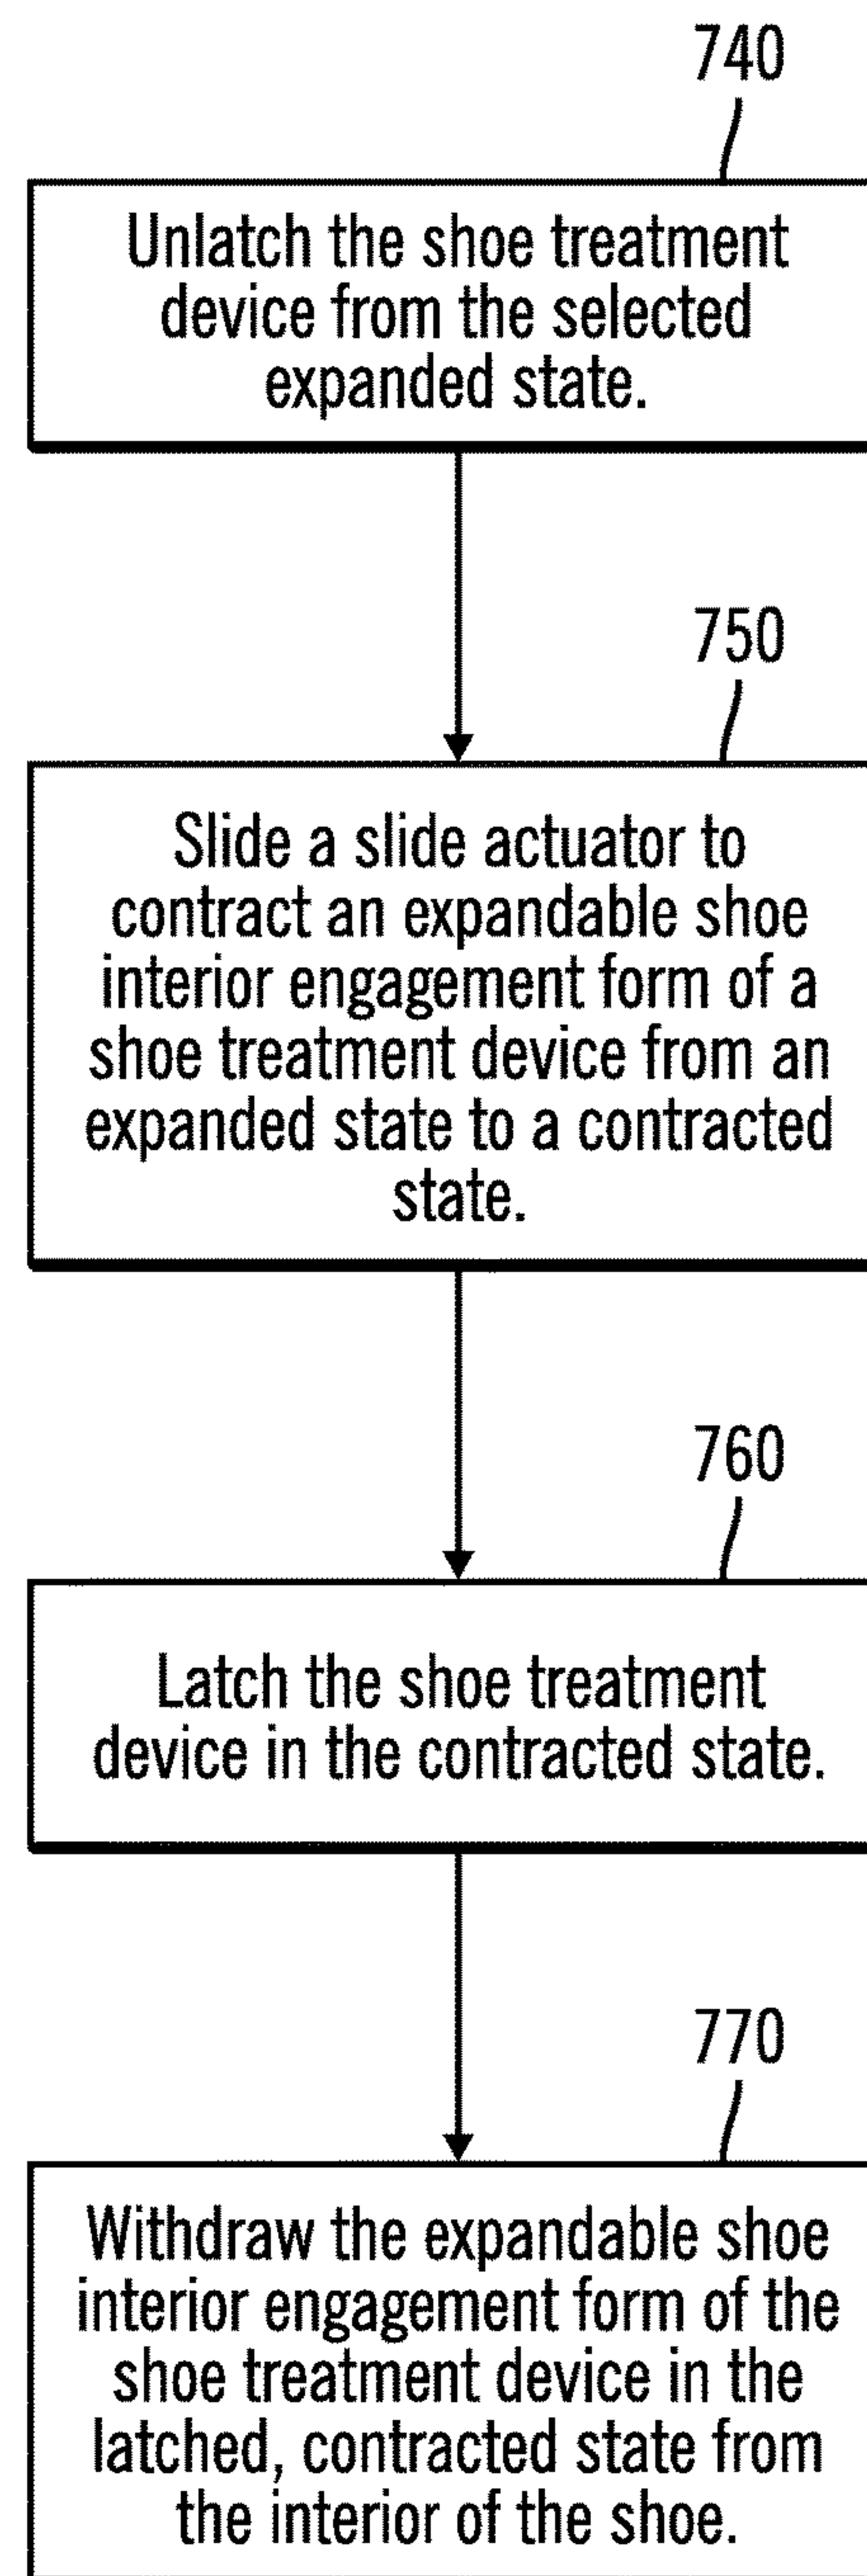 740
Unlatch the shoe treatment
device from the selected
expanded state.
750
Slide a slide actuator to
contract an expandable shoe
interior engagement form of a
shoe treatment device from an
expanded state to a contracted
state.
760
Latch the shoe treatment
device in the contracted state.
770
Withdraw the expandable shoe
interior engagement form of the
shoe treatment device in the
latched, contracted state from
the interior of the shoe.